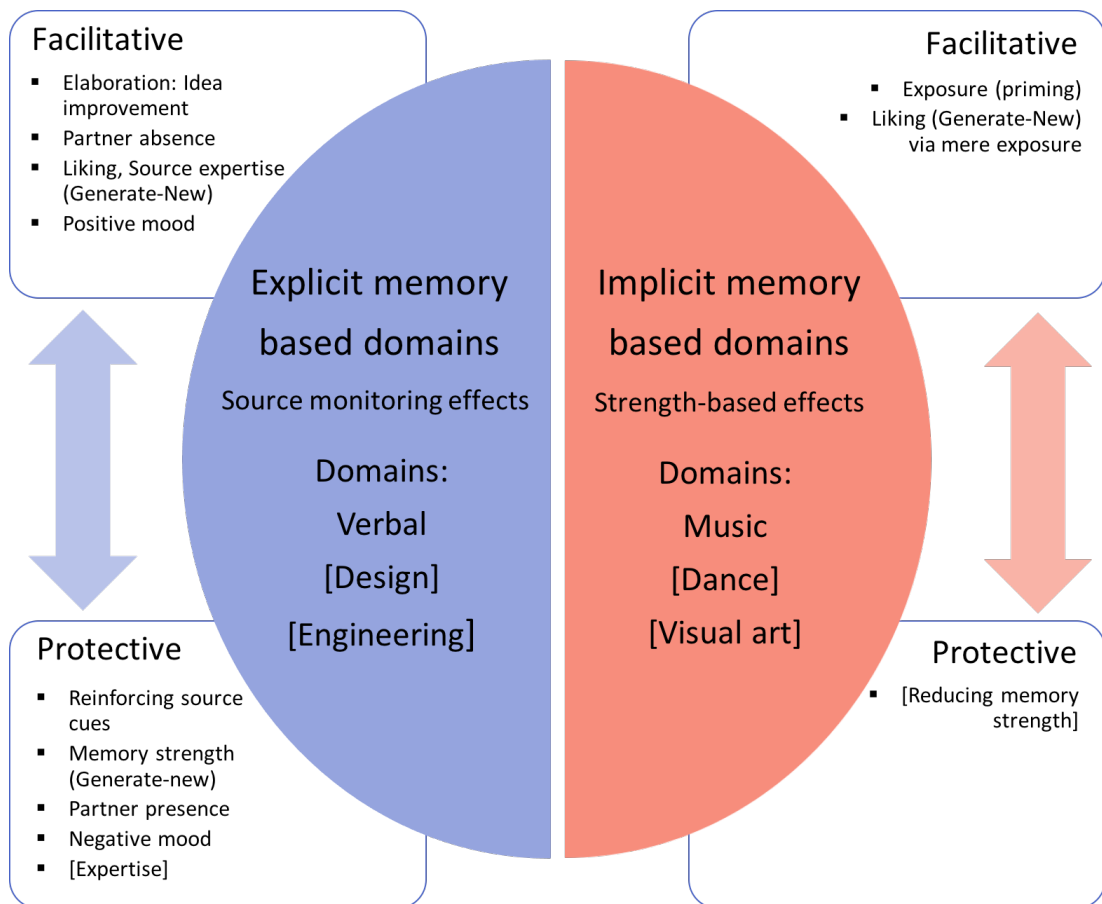 Facilitative
▪ Elaboration: Idea
improvement
▪ Partner absence
▪ Liking, Source expertise
(Generate-New)
▪ Positive mood
Facilitative
▪ Exposure (priming)
▪ Liking (Generate-New)
via mere exposure
Explicit memory
based domains
Source monitoring effects
Domains:
Verbal
[Design]
[Engineering]
Implicit memory
based domains
Strength-based effects
Domains:
Music
[Dance]
[Visual art]
Protective
▪ Reinforcing source
cues
▪ Memory strength
(Generate-new)
▪ Partner presence
▪ Negative mood
▪ [Expertise]
Protective
▪ [Reducing memory
strength]